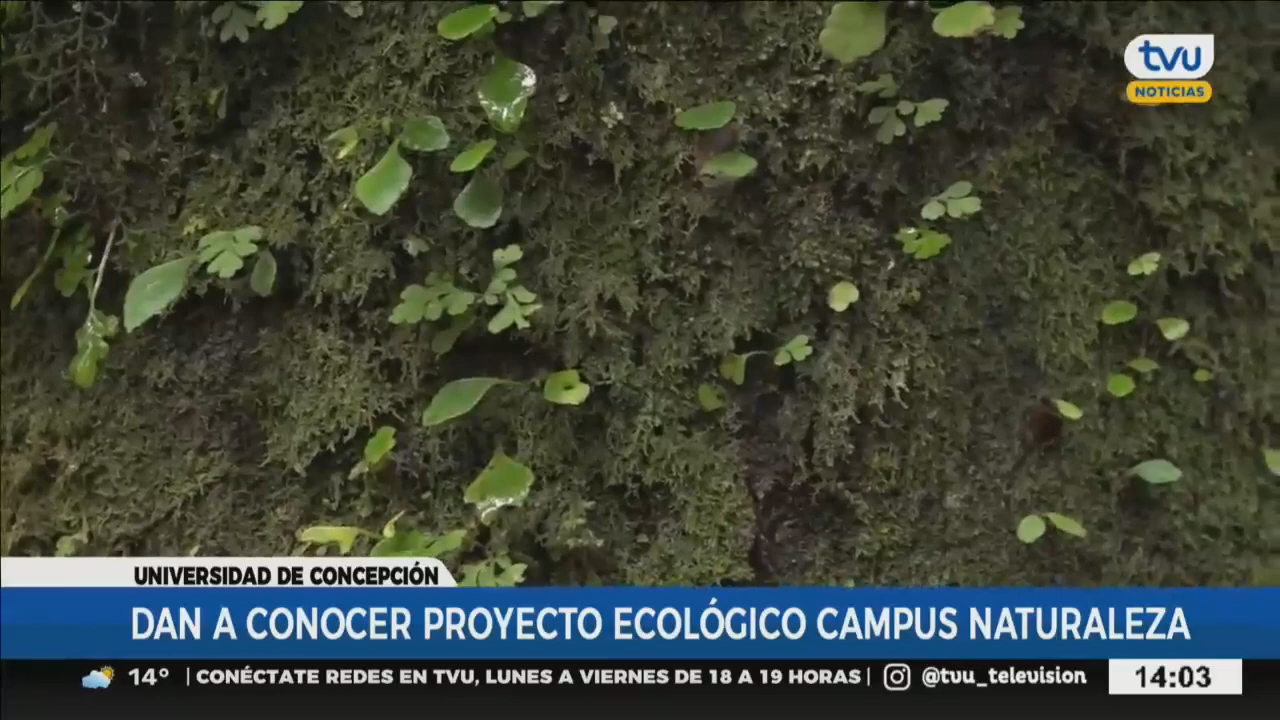 tvu
NOTICIAS
UNIVERSIDAD DE CONCEPCIÓN
DAN A CONOCER PROYECTO ECOLÓGICO CAMPUS NATURALEZA
14° | CONÉCTATE REDES EN TVU, LUNES A VIERNES DE 18 A 19 HORAS | @tvu_television 14:03